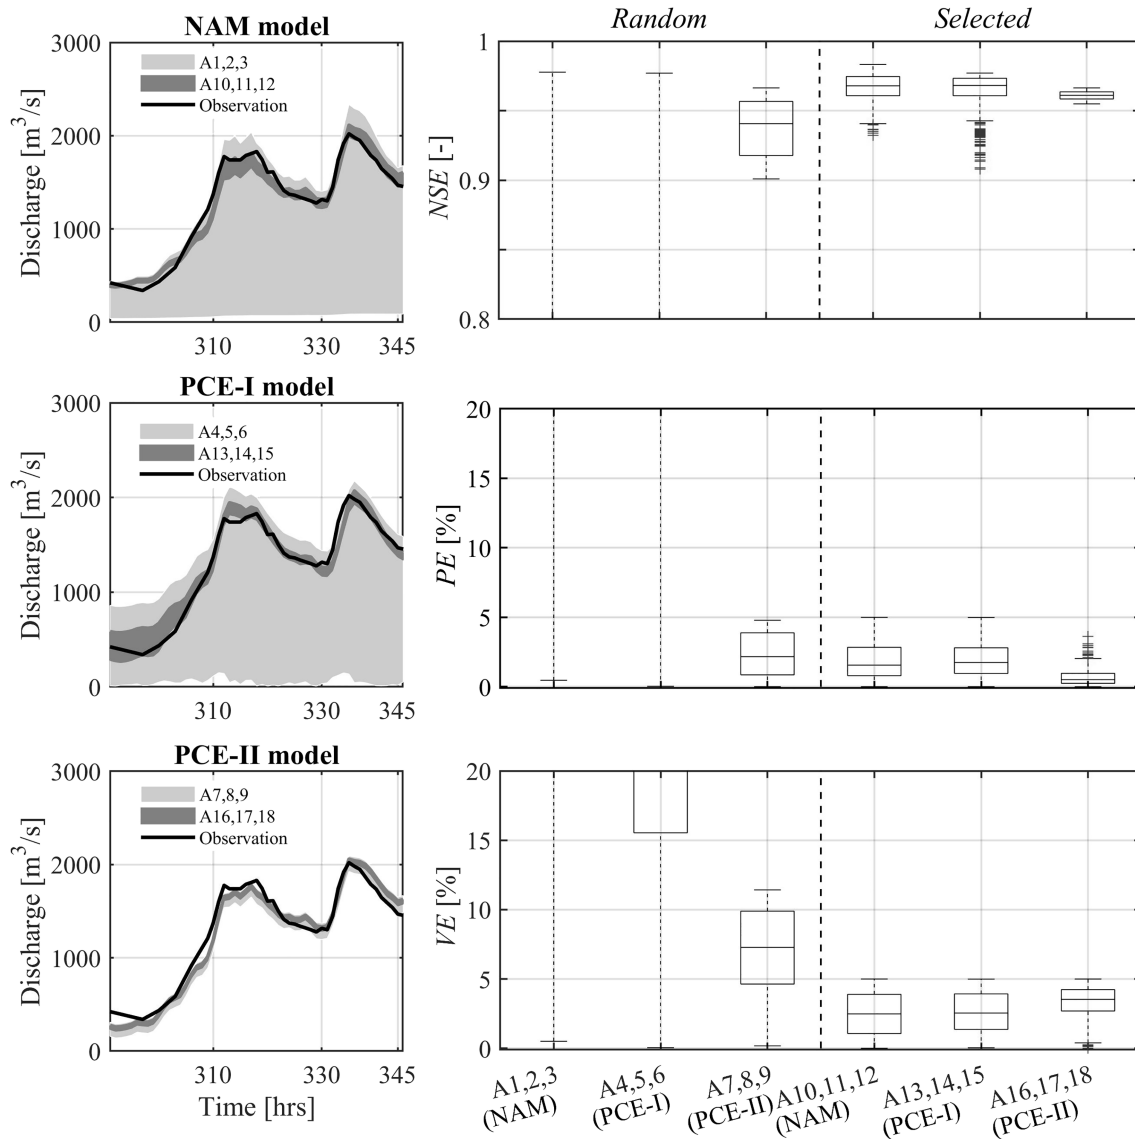 NAM model
3000
2000
1000
0
Discharge [m3/s]
A1,2,3
A10,11,12
Observation
310
330
345
Random
Selected
1
0.9
0.8
NSE [-]
PCE-I model
3000
2000
1000
0
Discharge [m3/s]
A4,5,6
A13,14,15
Observation
310
330
345
20
15
10
5
0
PE [%]
PCE-II model
3000
2000
1000
0
Discharge [m3/s]
A7,8,9
A16,17,18
Observation
310
330
345
Time [hrs]
20
15
10
5
0
VE [%]
A1,2,3
(NAM)
A4,5,6
(PCE-I)
A7,8,9
(PCE-II)
A10,11,12
(NAM)
A13,14,15
(PCE-I)
A16,17,18
(PCE-II)